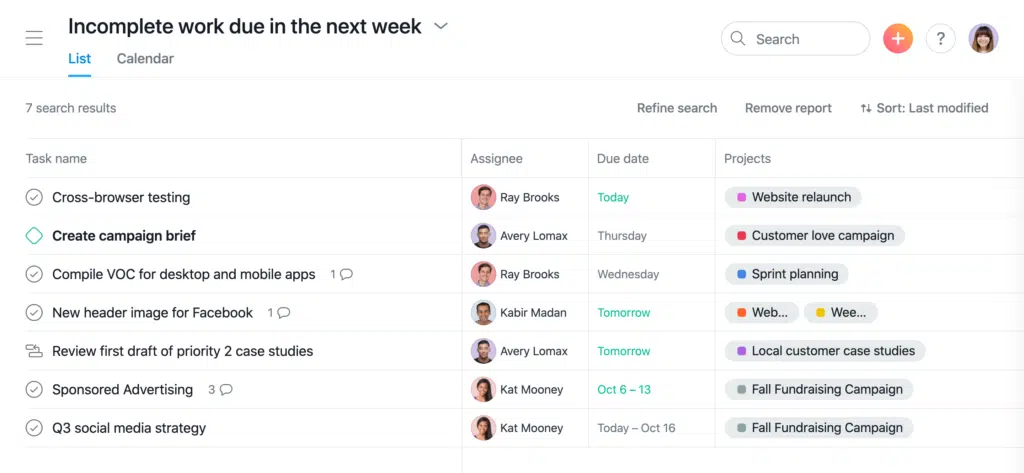 Incomplete work due in the next week
Search
+
?
List Calendar
7 search results Refine search Remove report Sort: Last modified
Task name Assignee Due date Projects
Cross-browser testing Ray Brooks Today Website relaunch
Create campaign brief Avery Lomax Thursday Customer love campaign
Compile VOC for desktop and mobile apps 1 Ray Brooks Wednesday Sprint planning
New header image for Facebook 1 Kabir Madan Tomorrow Web... Wee...
Review first draft of priority 2 case studies Avery Lomax Tomorrow Local customer case studies
Sponsored Advertising 3 Kat Mooney Oct 6 – 13 Fall Fundraising Campaign
Q3 social media strategy Kat Mooney Today – Oct 16 Fall Fundraising Campaign